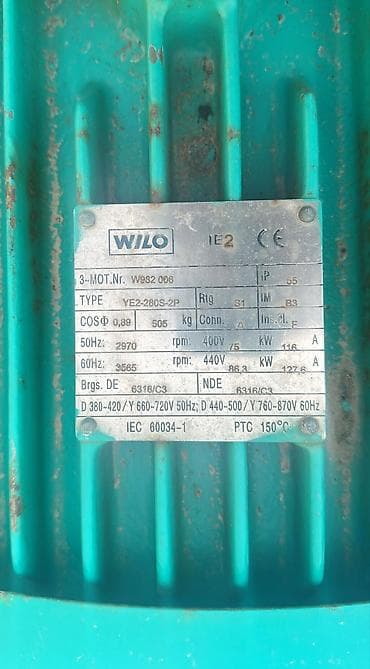 WILO IE2 CE
3~MOT.Nr. W982 006 IP 55
TYPE YE2-280S-2P Rtg S1 IM B3
COSΦ 0,89 505 kg Conn. Δ Ins.cl. F
50Hz: 2970 rpm: 400V 75 kW 116 A
60Hz: 3565 rpm: 440V 86,3 kW 127,6 A
Brgs. DE 6316/C3 NDE 6316/C3
D 380-420/Y 660-720V 50Hz; D 440-500/Y 760-870V 60Hz
IEC 60034-1 PTC 150°C